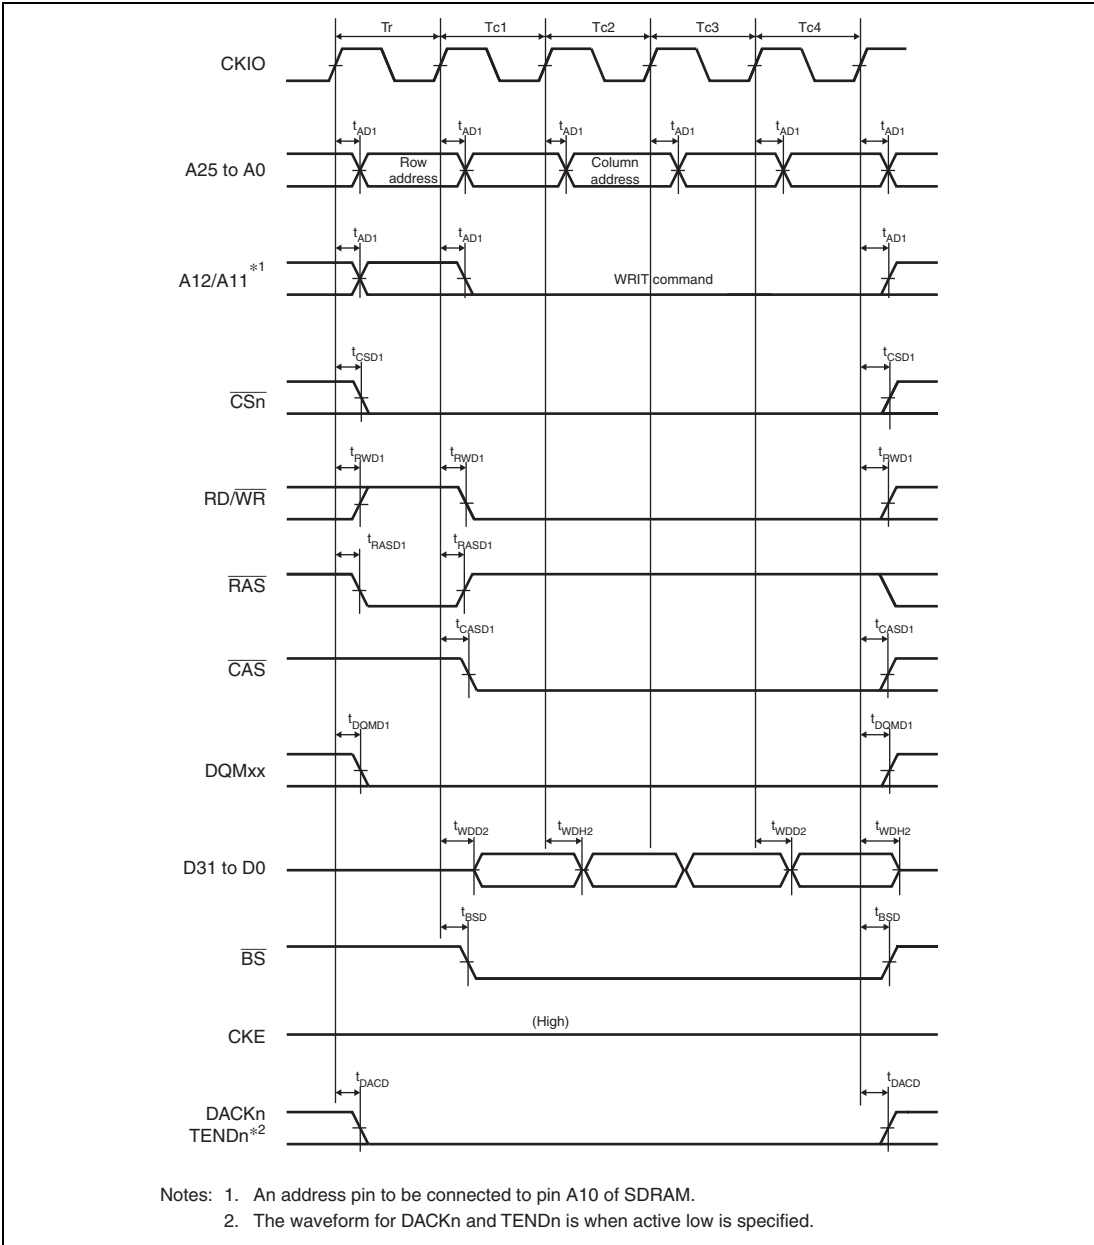 Tr Tc1 Tc2 Tc3 Tc4
CKIO
tAD1 tAD1 tAD1 tAD1 tAD1 tAD1
A25 to A0
Row address
Column address
tAD1 tAD1 tAD1
A12/A11*1
WRIT command
tCSD1 tCSD1
CSn
tRWD1 tRWD1 tRWD1
RD/WR
tRASD1 tRASD1
RAS
tCASD1 tCASD1
CAS
tDQMD1 tDQMD1
DQMxx
tWDD2 tWDH2 tWDD2 tWDH2
D31 to D0
tBSD tBSD
BS
(High)
CKE
tDACD tDACD
DACKn
TENDn*2
Notes: 1. An address pin to be connected to pin A10 of SDRAM.
2. The waveform for DACKn and TENDn is when active low is specified.